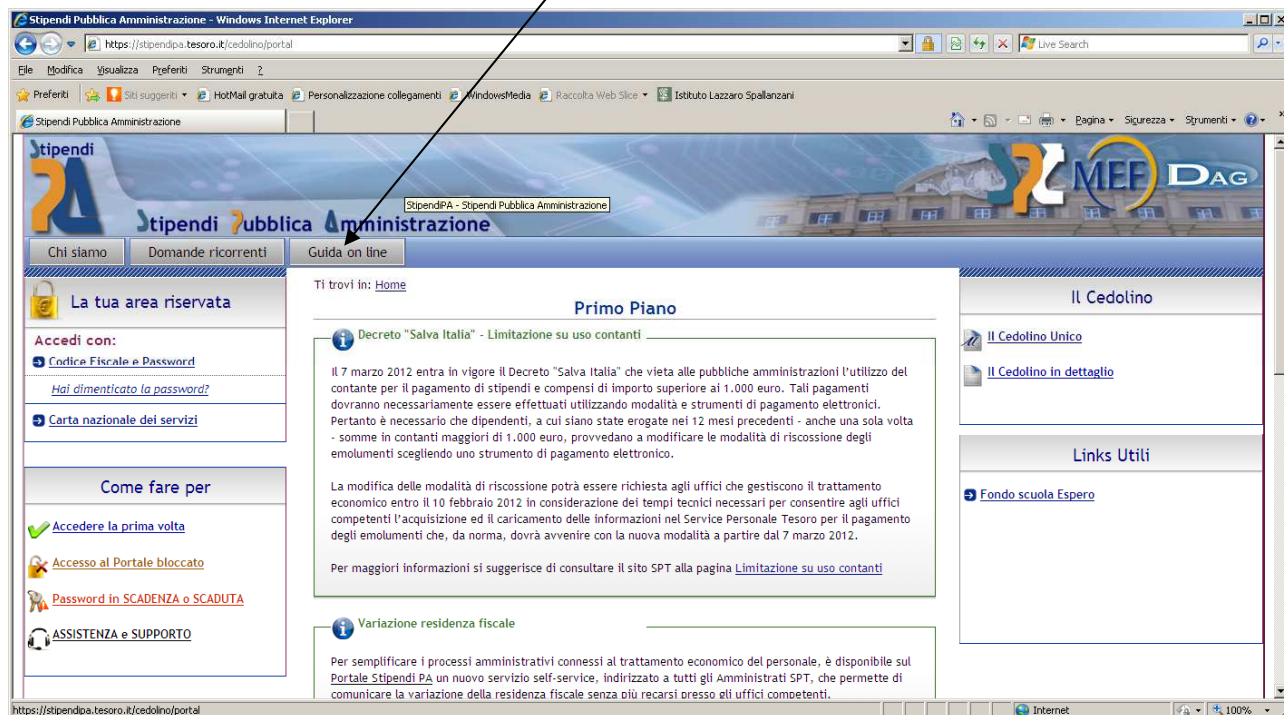 Stipendi Pubblica Amministrazione - Windows Internet Explorer
https://stipendipa.tesoro.it/cedolino/portal
Live Search
File Modifica Visualizza Preferiti Strumenti ?
Preferiti Siti suggeriti HotMail gratuita Personalizzazione collegamenti WindowsMedia Raccolta Web Slice Istituto Lazzaro Spallanzani
Stipendi Pubblica Amministrazione
Pagina Sicurezza Strumenti
Stipendi
PA
Stipendi Pubblica Amministrazione
StipendiPA - Stipendi Pubblica Amministrazione
MEF DAG
Chi siamo Domande ricorrenti Guida on line
La tua area riservata
Accedi con:
Codice Fiscale e Password
Hai dimenticato la password?
Carta nazionale dei servizi
Come fare per
Accedere la prima volta
Accesso al Portale bloccato
Password in SCADENZA o SCADUTA
ASSISTENZA e SUPPORTO
Ti trovi in: Home
Primo Piano
Decreto "Salva Italia" - Limitazione su uso contanti
Il 7 marzo 2012 entra in vigore il Decreto "Salva Italia" che vieta alle pubbliche amministrazioni l'utilizzo del
contante per il pagamento di stipendi e compensi di importo superiore ai 1.000 euro. Tali pagamenti
dovranno necessariamente essere effettuati utilizzando modalità e strumenti di pagamento elettronici.
Pertanto è necessario che dipendenti, a cui siano state erogate nei 12 mesi precedenti - anche una sola volta
- somme in contanti maggiori di 1.000 euro, provvedano a modificare le modalità di riscossione degli
emolumenti scegliendo uno strumento di pagamento elettronico.
La modifica delle modalità di riscossione potrà essere richiesta agli uffici che gestiscono il trattamento
economico entro il 10 febbraio 2012 in considerazione dei tempi tecnici necessari per consentire agli uffici
competenti l'acquisizione ed il caricamento delle informazioni nel Service Personale Tesoro per il pagamento
degli emolumenti che, da norma, dovrà avvenire con la nuova modalità a partire dal 7 marzo 2012.
Per maggiori informazioni si suggerisce di consultare il sito SPT alla pagina Limitazione su uso contanti
Variazione residenza fiscale
Per semplificare i processi amministrativi connessi al trattamento economico del personale, è disponibile sul
Portale Stipendi PA un nuovo servizio self-service, indirizzato a tutti gli Amministrati SPT, che permette di
comunicare la variazione della residenza fiscale senza più recarsi presso gli uffici competenti.
Il Cedolino
Il Cedolino Unico
Il Cedolino in dettaglio
Links Utili
Fondo scuola Espero
https://stipendipa.tesoro.it/cedolino/portal
Internet
100%